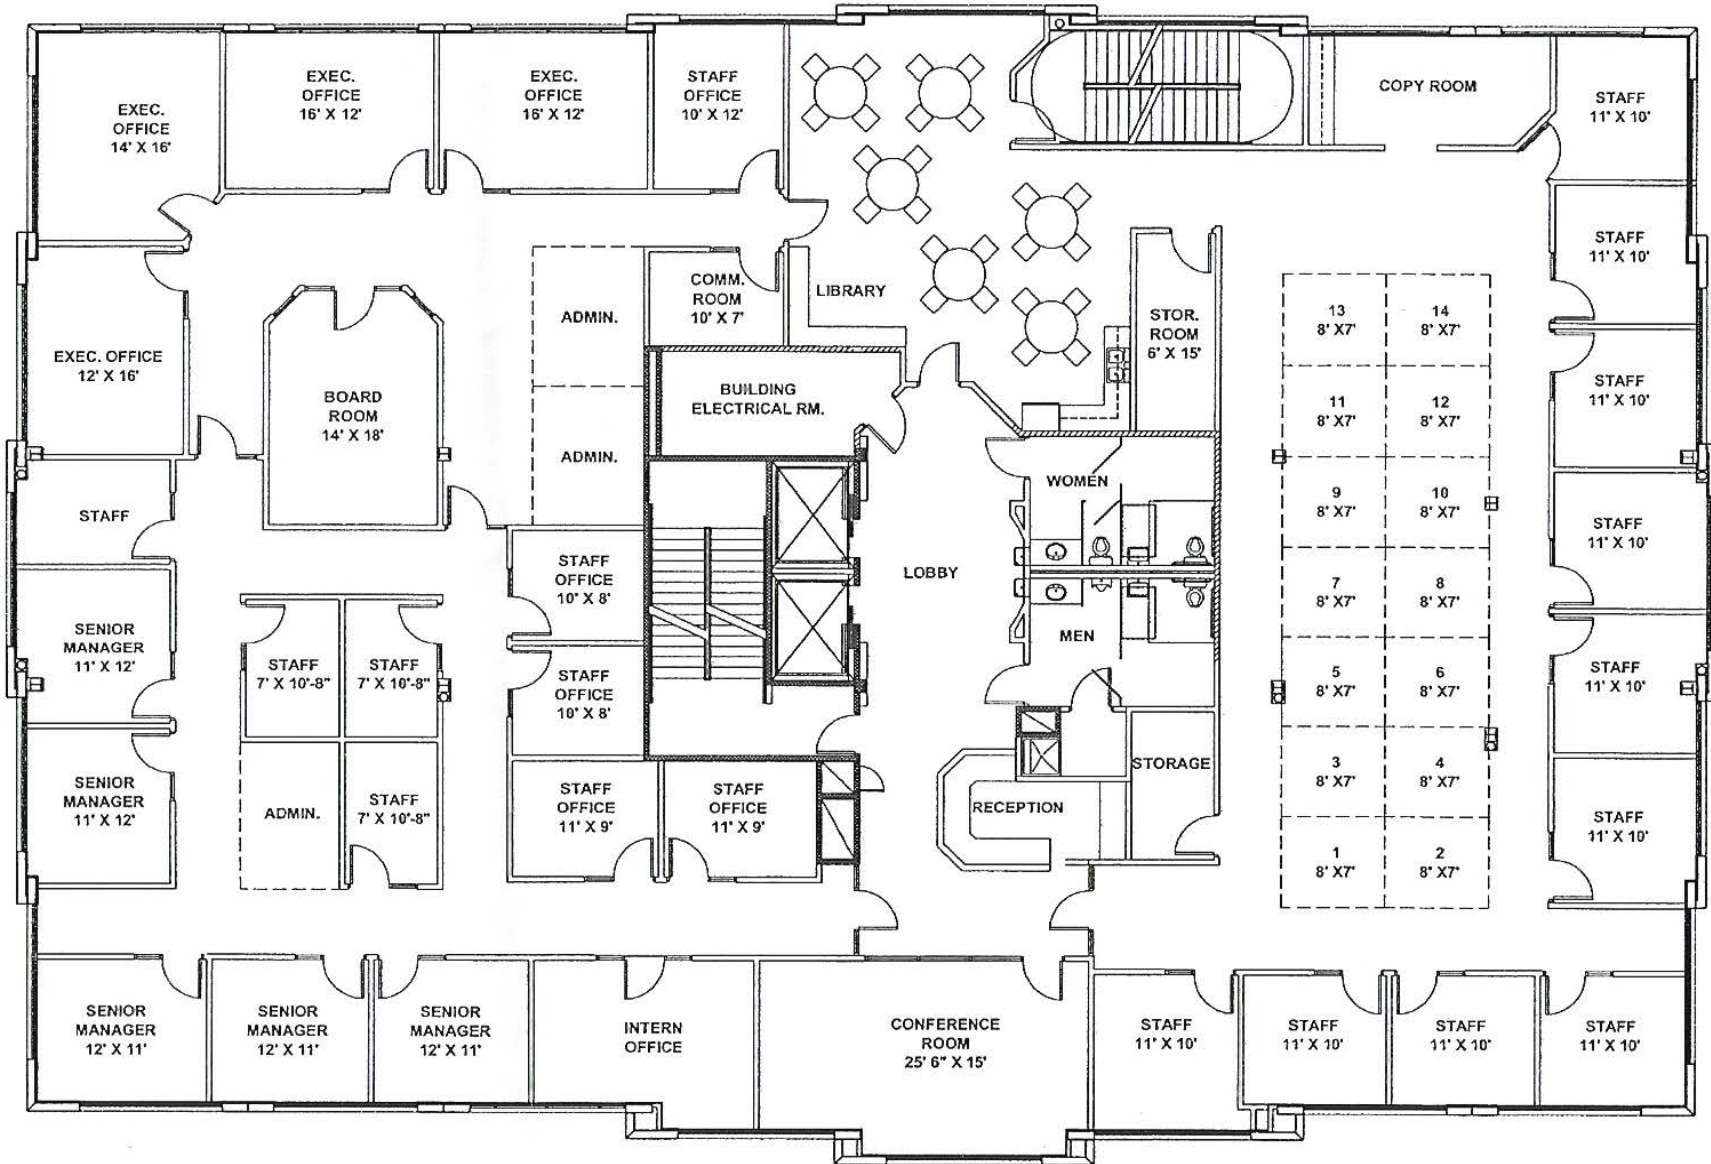 EXEC.
OFFICE
14' X 16'
EXEC.
OFFICE
16' X 12'
EXEC.
OFFICE
16' X 12'
STAFF
OFFICE
10' X 12'
COPY ROOM
STAFF
11' X 10'
STAFF
11' X 10'
STAFF
11' X 10'
STAFF
11' X 10'
STAFF
11' X 10'
STAFF
11' X 10'
EXEC. OFFICE
12' X 16'
BOARD
ROOM
14' X 18'
ADMIN.
ADMIN.
COMM.
ROOM
10' X 7'
LIBRARY
STOR.
ROOM
6' X 15'
BUILDING
ELECTRICAL RM.
13
8' X7'
14
8' X7'
11
8' X7'
12
8' X7'
9
8' X7'
10
8' X7'
7
8' X7'
8
8' X7'
5
8' X7'
6
8' X7'
3
8' X7'
4
8' X7'
1
8' X7'
2
8' X7'
STAFF
SENIOR
MANAGER
11' X 12'
SENIOR
MANAGER
11' X 12'
STAFF
7' X 10'-8"
STAFF
7' X 10'-8"
ADMIN.
STAFF
7' X 10'-8"
STAFF
OFFICE
10' X 8'
STAFF
OFFICE
10' X 8'
STAFF
OFFICE
11' X 9'
STAFF
OFFICE
11' X 9'
LOBBY
WOMEN
MEN
STORAGE
RECEPTION
SENIOR
MANAGER
12' X 11'
SENIOR
MANAGER
12' X 11'
SENIOR
MANAGER
12' X 11'
INTERN
OFFICE
CONFERENCE
ROOM
25' 6" X 15'
STAFF
11' X 10'
STAFF
11' X 10'
STAFF
11' X 10'
STAFF
11' X 10'